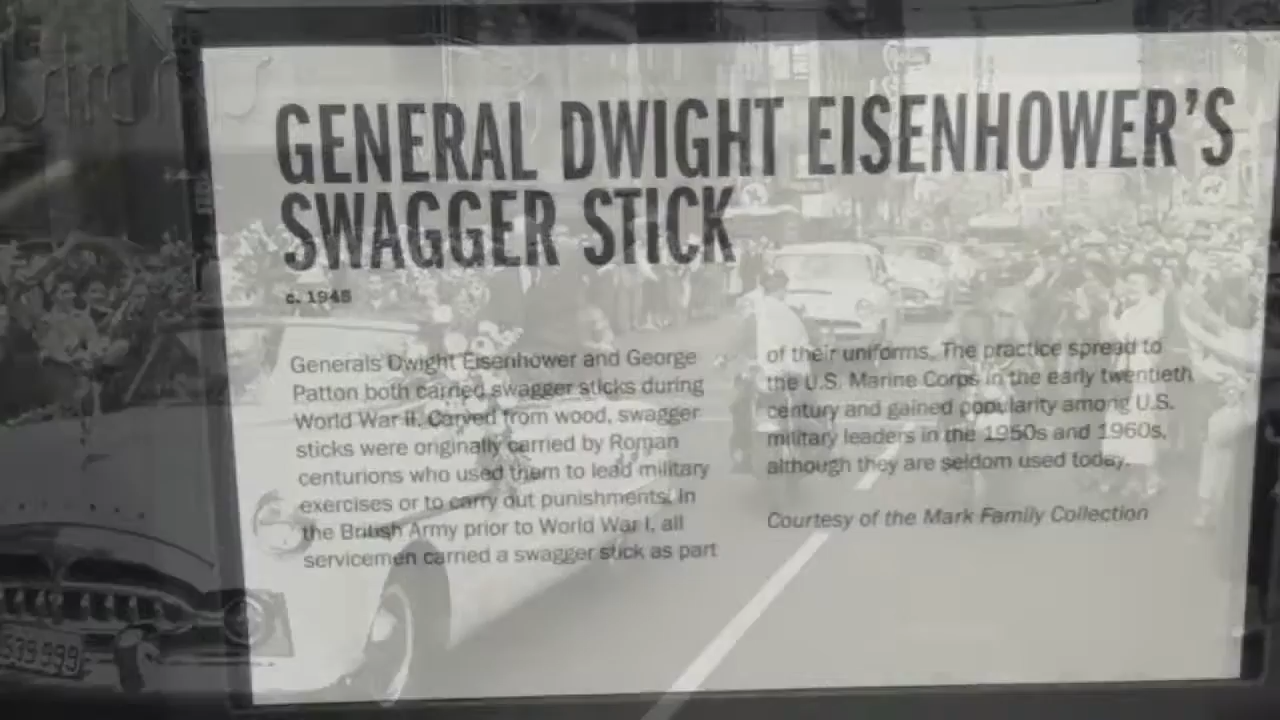 GENERAL DWIGHT EISENHOWER'S
SWAGGER STICK
c. 1945
Generals Dwight Eisenhower and George
Patton both carried swagger sticks during
World War II. Carved from wood, swagger
sticks were originally carried by Roman
centurions who used them to lead military
exercises or to carry out punishments. In
the British Army prior to World War I, all
servicemen carried a swagger stick as part
of their uniforms. The practice spread to
the U.S. Marine Corps in the early twentieth
century and gained popularity among U.S.
military leaders in the 1950s and 1960s,
although they are seldom used today.
Courtesy of the Mark Family Collection
539 999